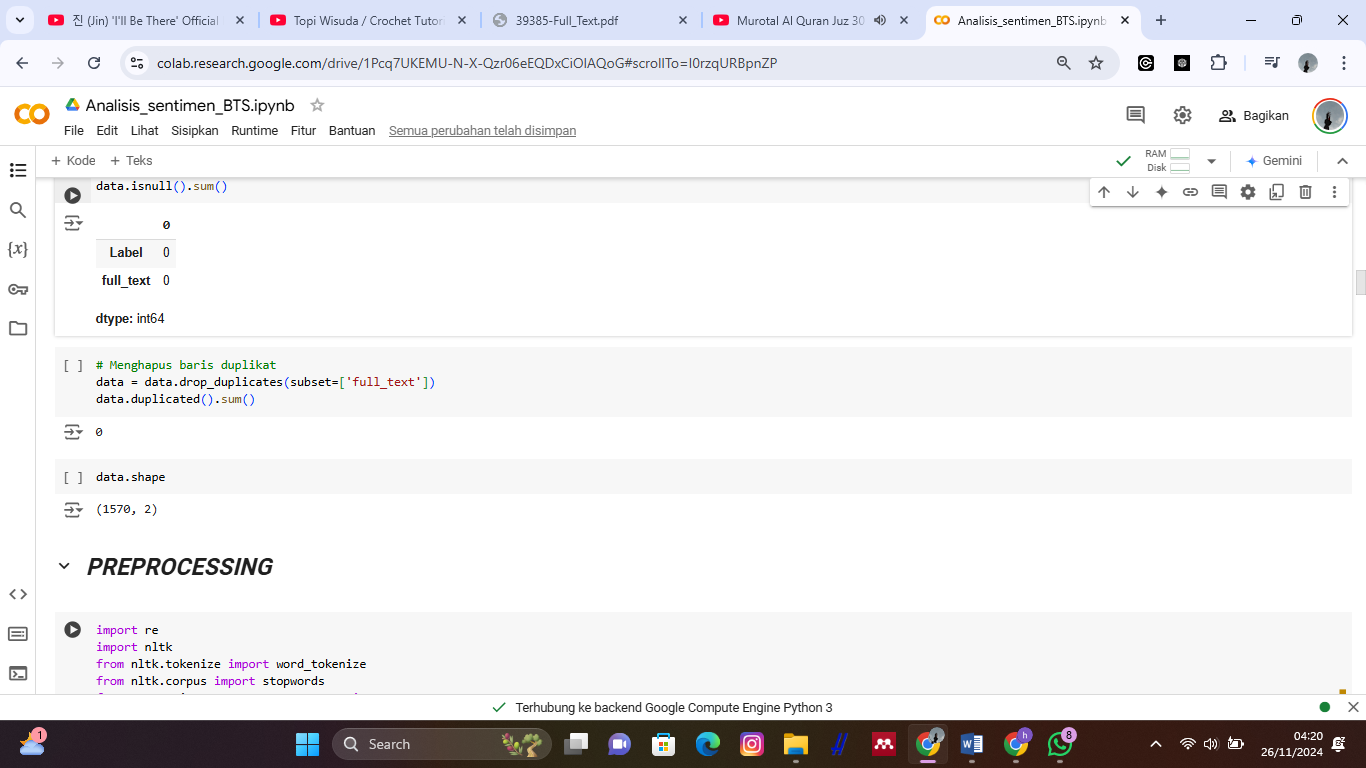 진 (Jin) 'I'll Be There' Official
Topi Wisuda / Crochet Tutori
39385-Full_Text.pdf
Murotal Al Quran Juz 30
Analisis_sentimen_BTS.ipynb
colab.research.google.com/drive/1Pcq7UKEMU-N-X-Qzr06eEQDxCiOlAQoG#scrollTo=I0rzqURBpnZP
Analisis_sentimen_BTS.ipynb
File Edit Lihat Sisipkan Runtime Fitur Bantuan Semua perubahan telah disimpan
Bagikan
+ Kode + Teks
RAM
Disk
Gemini
data.isnull().sum()
0
Label 0
full_text 0
dtype: int64
[ ] # Menghapus baris duplikat
data = data.drop_duplicates(subset=['full_text'])
data.duplicated().sum()
0
[ ] data.shape
(1570, 2)
PREPROCESSING
import re
import nltk
from nltk.tokenize import word_tokenize
from nltk.corpus import stopwords
Terhubung ke backend Google Compute Engine Python 3
1
Search
h
8
04:20
26/11/2024